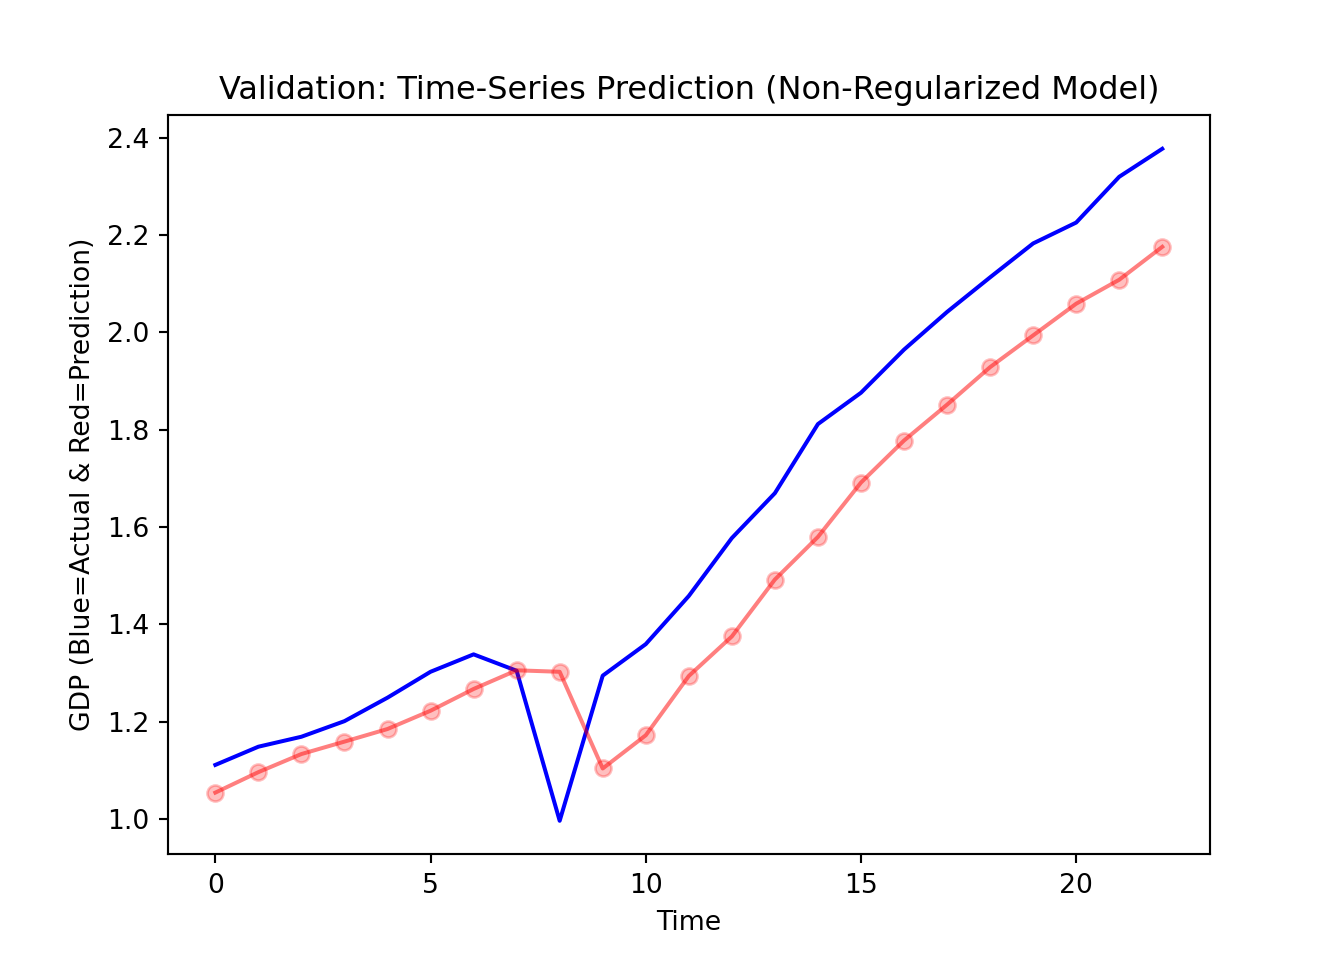 Validation: Time-Series Prediction (Non-Regularized Model)
GDP (Blue=Actual & Red=Prediction)
2.4
2.2
2.0
1.8
1.6
1.4
1.2
1.0
0 5 10 15 20
Time